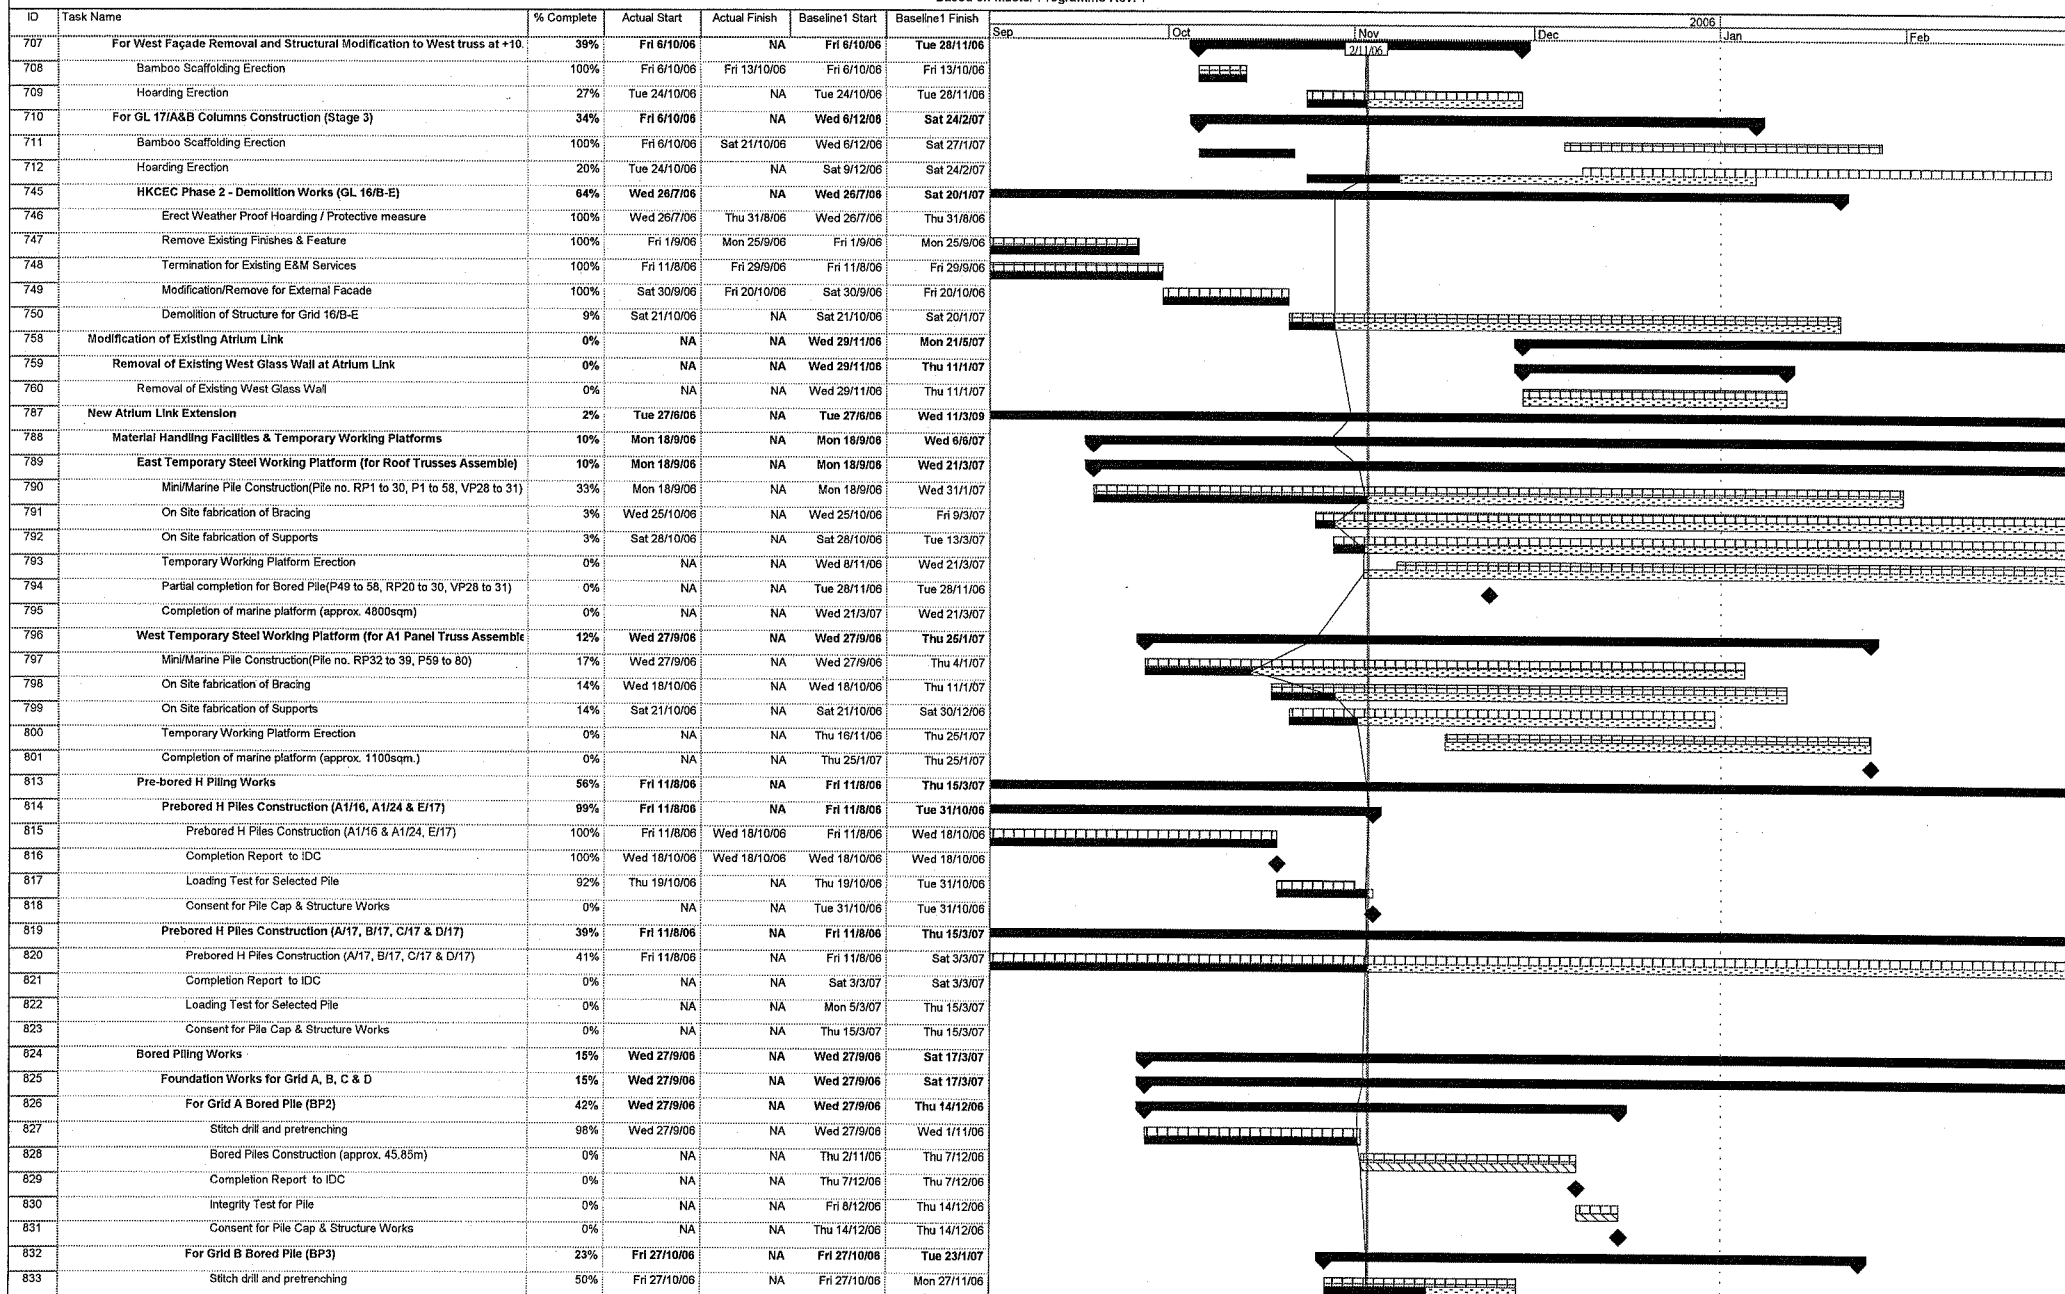 ID Task Name % Complete Actual Start Actual Finish Baseline1 Start Baseline1 Finish
2006
Sep Oct Nov Dec Jan Feb
2/11/06
707 For West Façade Removal and Structural Modification to West truss at +10. 39% Fri 6/10/06 NA Fri 6/10/06 Tue 28/11/06
708 Bamboo Scaffolding Erection 100% Fri 6/10/06 Fri 13/10/06 Fri 6/10/06 Fri 13/10/06
709 Hoarding Erection 27% Tue 24/10/06 NA Tue 24/10/06 Tue 28/11/06
710 For GL 17/A&B Columns Construction (Stage 3) 34% Fri 6/10/06 NA Wed 6/12/06 Sat 24/2/07
711 Bamboo Scaffolding Erection 100% Fri 6/10/06 Sat 21/10/06 Wed 6/12/06 Sat 27/1/07
712 Hoarding Erection 20% Tue 24/10/06 NA Sat 9/12/06 Sat 24/2/07
745 HKCEC Phase 2 - Demolition Works (GL 16/B-E) 64% Wed 26/7/06 NA Wed 26/7/06 Sat 20/1/07
746 Erect Weather Proof Hoarding / Protective measure 100% Wed 26/7/06 Thu 31/8/06 Wed 26/7/06 Thu 31/8/06
747 Remove Existing Finishes & Feature 100% Fri 1/9/06 Mon 25/9/06 Fri 1/9/06 Mon 25/9/06
748 Termination for Existing E&M Services 100% Fri 11/8/06 Fri 29/9/06 Fri 11/8/06 Fri 29/9/06
749 Modification/Remove for External Facade 100% Sat 30/9/06 Fri 20/10/06 Sat 30/9/06 Fri 20/10/06
750 Demolition of Structure for Grid 16/B-E 9% Sat 21/10/06 NA Sat 21/10/06 Sat 20/1/07
758 Modification of Existing Atrium Link 0% NA NA Wed 29/11/06 Mon 21/5/07
759 Removal of Existing West Glass Wall at Atrium Link 0% NA NA Wed 29/11/06 Thu 11/1/07
760 Removal of Existing West Glass Wall 0% NA NA Wed 29/11/06 Thu 11/1/07
787 New Atrium Link Extension 2% Tue 27/6/06 NA Tue 27/6/06 Wed 11/3/09
788 Material Handling Facilities & Temporary Working Platforms 10% Mon 18/9/06 NA Mon 18/9/06 Wed 6/6/07
789 East Temporary Steel Working Platform (for Roof Trusses Assemble) 10% Mon 18/9/06 NA Mon 18/9/06 Wed 21/3/07
790 Mini/Marine Pile Construction(Pile no. RP1 to 30, P1 to 58, VP28 to 31) 33% Mon 18/9/06 NA Mon 18/9/06 Wed 31/1/07
791 On Site fabrication of Bracing 3% Wed 25/10/06 NA Wed 25/10/06 Fri 9/3/07
792 On Site fabrication of Supports 3% Sat 28/10/06 NA Sat 28/10/06 Tue 13/3/07
793 Temporary Working Platform Erection 0% NA NA Wed 8/11/06 Wed 21/3/07
794 Partial completion for Bored Pile(P49 to 58, RP20 to 30, VP28 to 31) 0% NA NA Tue 28/11/06 Tue 28/11/06
795 Completion of marine platform (approx. 4800sqm) 0% NA NA Wed 21/3/07 Wed 21/3/07
796 West Temporary Steel Working Platform (for A1 Panel Truss Assemble 12% Wed 27/9/06 NA Wed 27/9/06 Thu 25/1/07
797 Mini/Marine Pile Construction(Pile no. RP32 to 39, P59 to 80) 17% Wed 27/9/06 NA Wed 27/9/06 Thu 4/1/07
798 On Site fabrication of Bracing 14% Wed 18/10/06 NA Wed 18/10/06 Thu 11/1/07
799 On Site fabrication of Supports 14% Sat 21/10/06 NA Sat 21/10/06 Sat 30/12/06
800 Temporary Working Platform Erection 0% NA NA Thu 16/11/06 Thu 25/1/07
801 Completion of marine platform (approx. 1100sqm.) 0% NA NA Thu 25/1/07 Thu 25/1/07
813 Pre-bored H Piling Works 56% Fri 11/8/06 NA Fri 11/8/06 Thu 15/3/07
814 Prebored H Piles Construction (A1/16, A1/24 & E/17) 99% Fri 11/8/06 NA Fri 11/8/06 Tue 31/10/06
815 Prebored H Piles Construction (A1/16 & A1/24, E/17) 100% Fri 11/8/06 Wed 18/10/06 Fri 11/8/06 Wed 18/10/06
816 Completion Report to IDC 100% Wed 18/10/06 Wed 18/10/06 Wed 18/10/06 Wed 18/10/06
817 Loading Test for Selected Pile 92% Thu 19/10/06 NA Thu 19/10/06 Tue 31/10/06
818 Consent for Pile Cap & Structure Works 0% NA NA Tue 31/10/06 Tue 31/10/06
819 Prebored H Piles Construction (A/17, B/17, C/17 & D/17) 39% Fri 11/8/06 NA Fri 11/8/06 Thu 15/3/07
820 Prebored H Piles Construction (A/17, B/17, C/17 & D/17) 41% Fri 11/8/06 NA Fri 11/8/06 Sat 3/3/07
821 Completion Report to IDC 0% NA NA Sat 3/3/07 Sat 3/3/07
822 Loading Test for Selected Pile 0% NA NA Mon 5/3/07 Thu 15/3/07
823 Consent for Pile Cap & Structure Works 0% NA NA Thu 15/3/07 Thu 15/3/07
824 Bored Piling Works 15% Wed 27/9/06 NA Wed 27/9/06 Sat 17/3/07
825 Foundation Works for Grid A, B, C & D 15% Wed 27/9/06 NA Wed 27/9/06 Sat 17/3/07
826 For Grid A Bored Pile (BP2) 42% Wed 27/9/06 NA Wed 27/9/06 Thu 14/12/06
827 Stitch drill and pretrenching 98% Wed 27/9/06 NA Wed 27/9/06 Wed 1/11/06
828 Bored Piles Construction (approx. 45.85m) 0% NA NA Thu 2/11/06 Thu 7/12/06
829 Completion Report to IDC 0% NA NA Thu 7/12/06 Thu 7/12/06
830 Integrity Test for Pile 0% NA NA Fri 8/12/06 Thu 14/12/06
831 Consent for Pile Cap & Structure Works 0% NA NA Thu 14/12/06 Thu 14/12/06
832 For Grid B Bored Pile (BP3) 23% Fri 27/10/06 NA Fri 27/10/06 Tue 23/1/07
833 Stitch drill and pretrenching 50% Fri 27/10/06 NA Fri 27/10/06 Mon 27/11/06